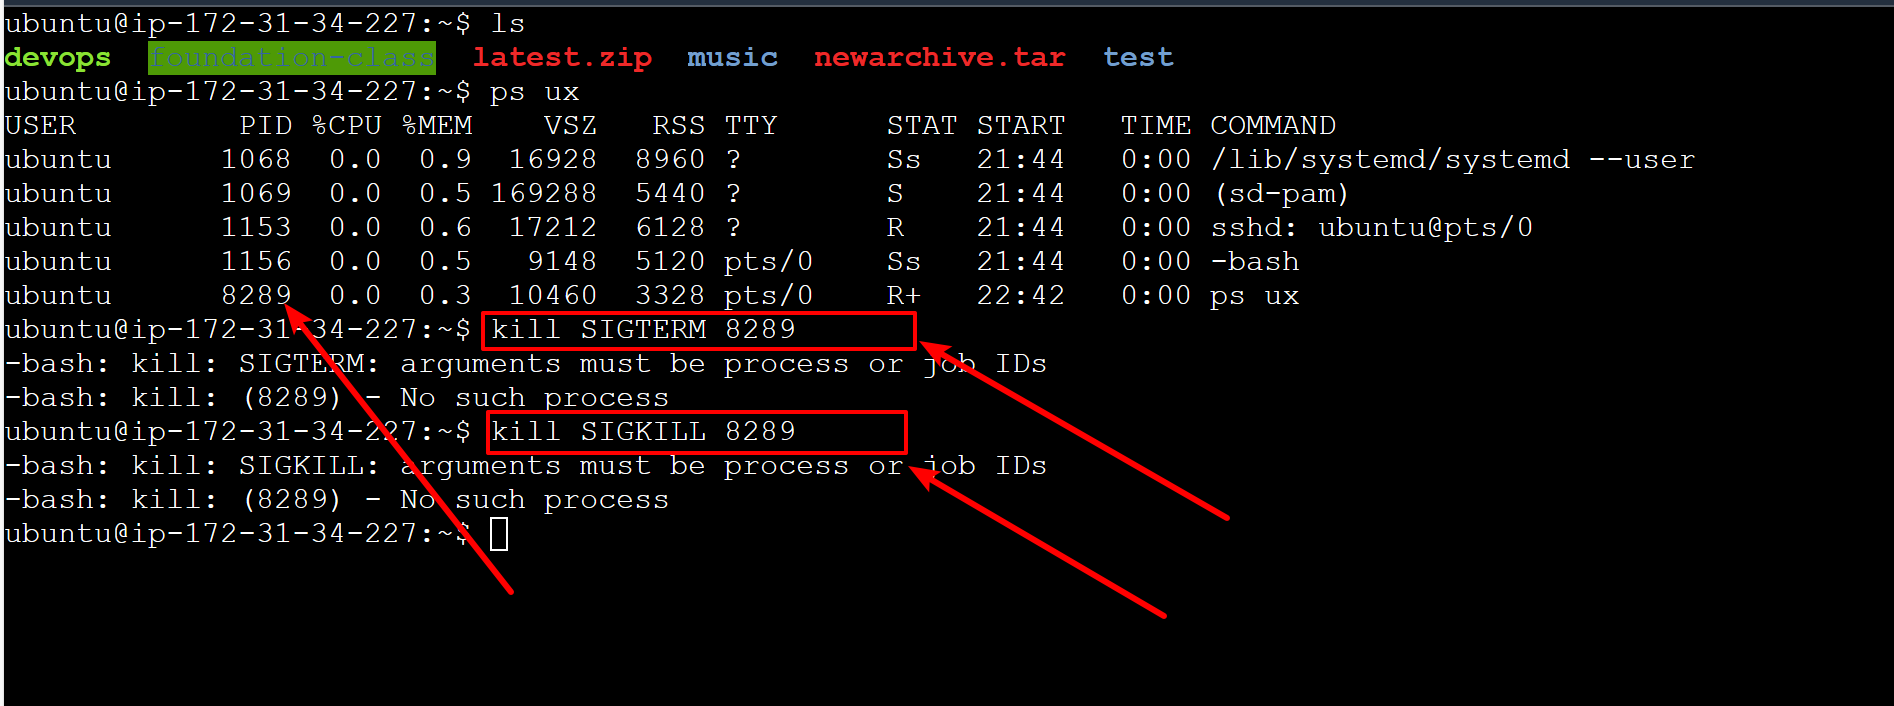 ubuntu@ip-172-31-34-227:~$ ls
devops  foundation-class  latest.zip  music  newarchive.tar  test
ubuntu@ip-172-31-34-227:~$ ps ux
USER         PID %CPU %MEM    VSZ   RSS TTY      STAT START   TIME COMMAND
ubuntu      1068  0.0  0.9  16928  8960 ?        Ss   21:44   0:00 /lib/systemd/systemd --user
ubuntu      1069  0.0  0.5 169288  5440 ?        S    21:44   0:00 (sd-pam)
ubuntu      1153  0.0  0.6  17212  6128 ?        R    21:44   0:00 sshd: ubuntu@pts/0
ubuntu      1156  0.0  0.5   9148  5120 pts/0    Ss   21:44   0:00 -bash
ubuntu      8289  0.0  0.3  10460  3328 pts/0    R+   22:42   0:00 ps ux
ubuntu@ip-172-31-34-227:~$ kill SIGTERM 8289
-bash: kill: SIGTERM: arguments must be process or job IDs
-bash: kill: (8289) - No such process
ubuntu@ip-172-31-34-227:~$ kill SIGKILL 8289
-bash: kill: SIGKILL: arguments must be process or job IDs
-bash: kill: (8289) - No such process
ubuntu@ip-172-31-34-227:~$